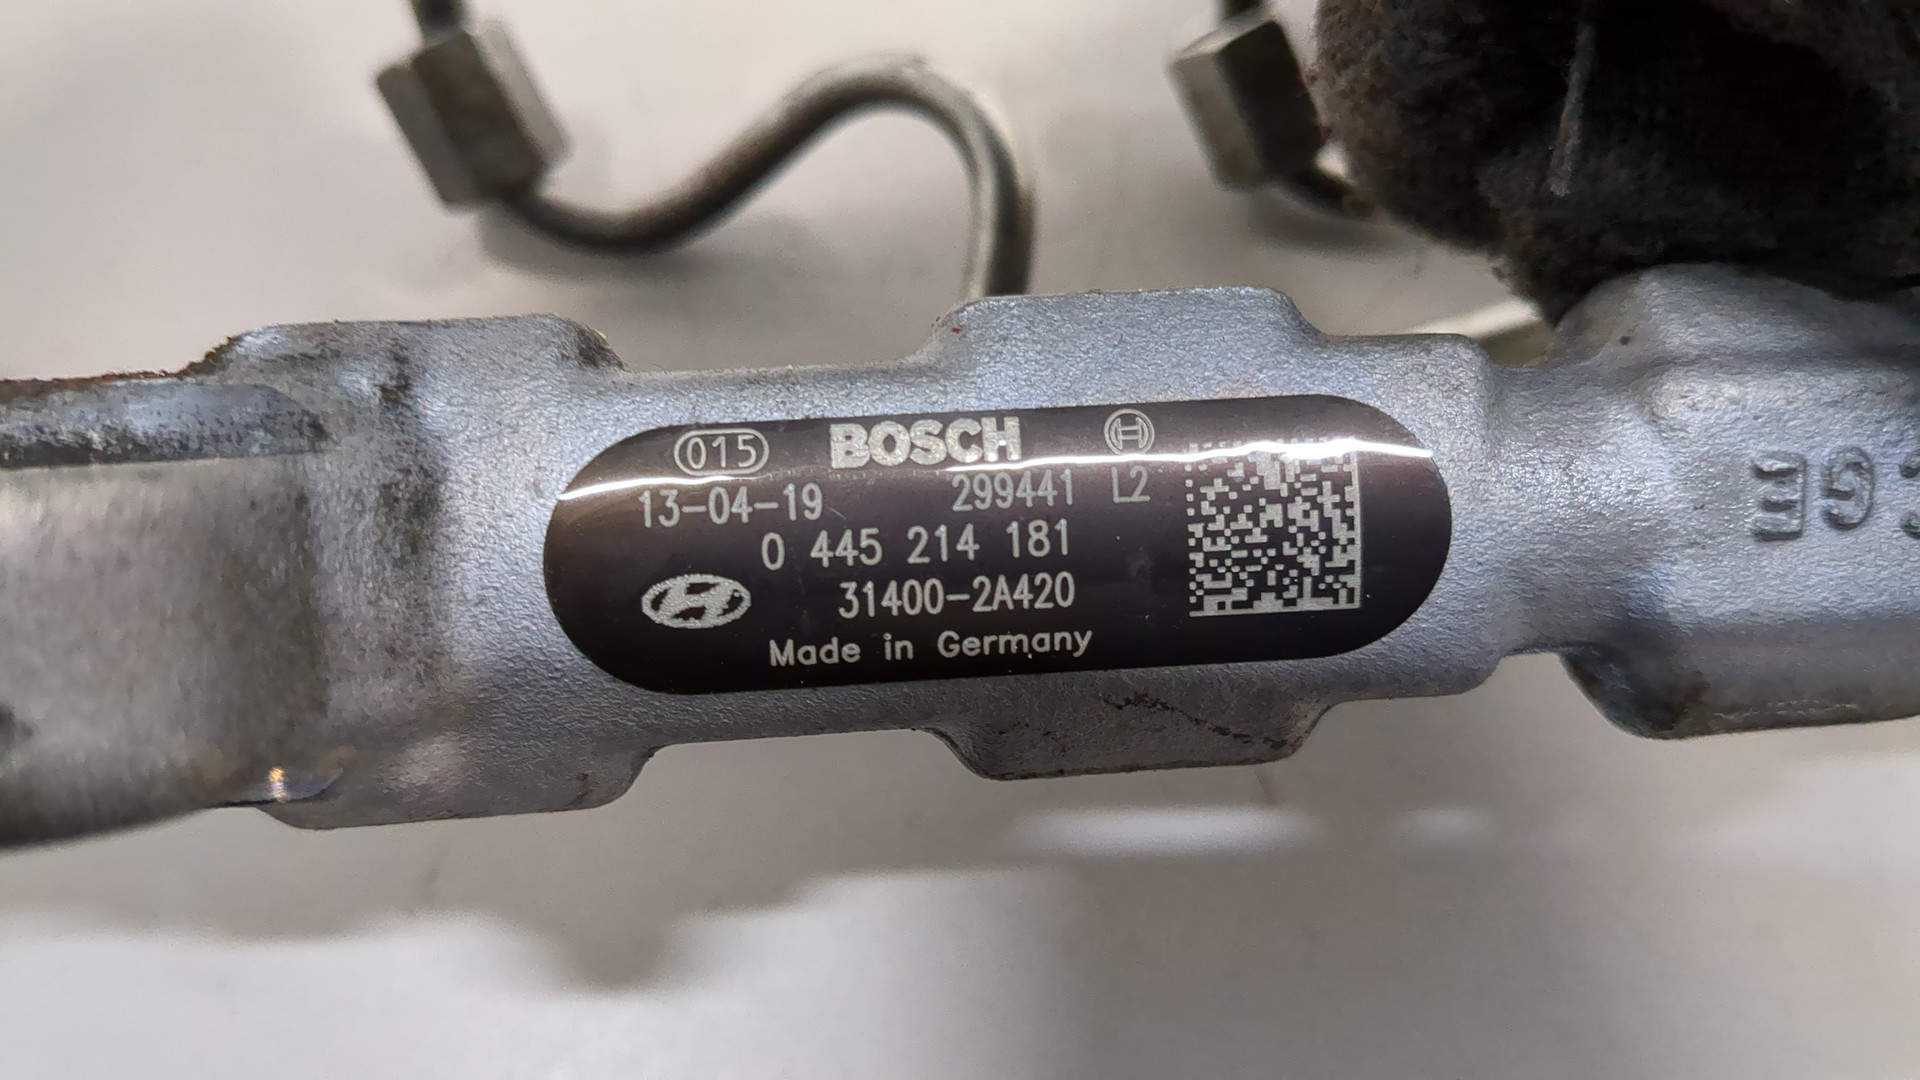 015 BOSCH
13-04-19 299441 L2
0 445 214 181
31400-2A420
Made in Germany